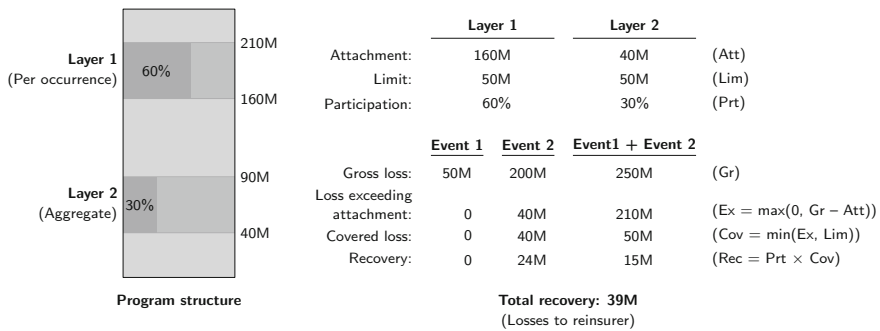 Layer 1
(Per occurrence)
60%
210M
160M
Layer 2
(Aggregate)
30%
90M
40M
Program structure
Layer 1 Layer 2
Attachment: 160M 40M (Att)
Limit: 50M 50M (Lim)
Participation: 60% 30% (Prt)
Event 1 Event 2 Event1 + Event 2
Gross loss: 50M 200M 250M (Gr)
Loss exceeding
attachment: 0 40M 210M (Ex = max(0, Gr – Att))
Covered loss: 0 40M 50M (Cov = min(Ex, Lim))
Recovery: 0 24M 15M (Rec = Prt × Cov)
Total recovery: 39M
(Losses to reinsurer)